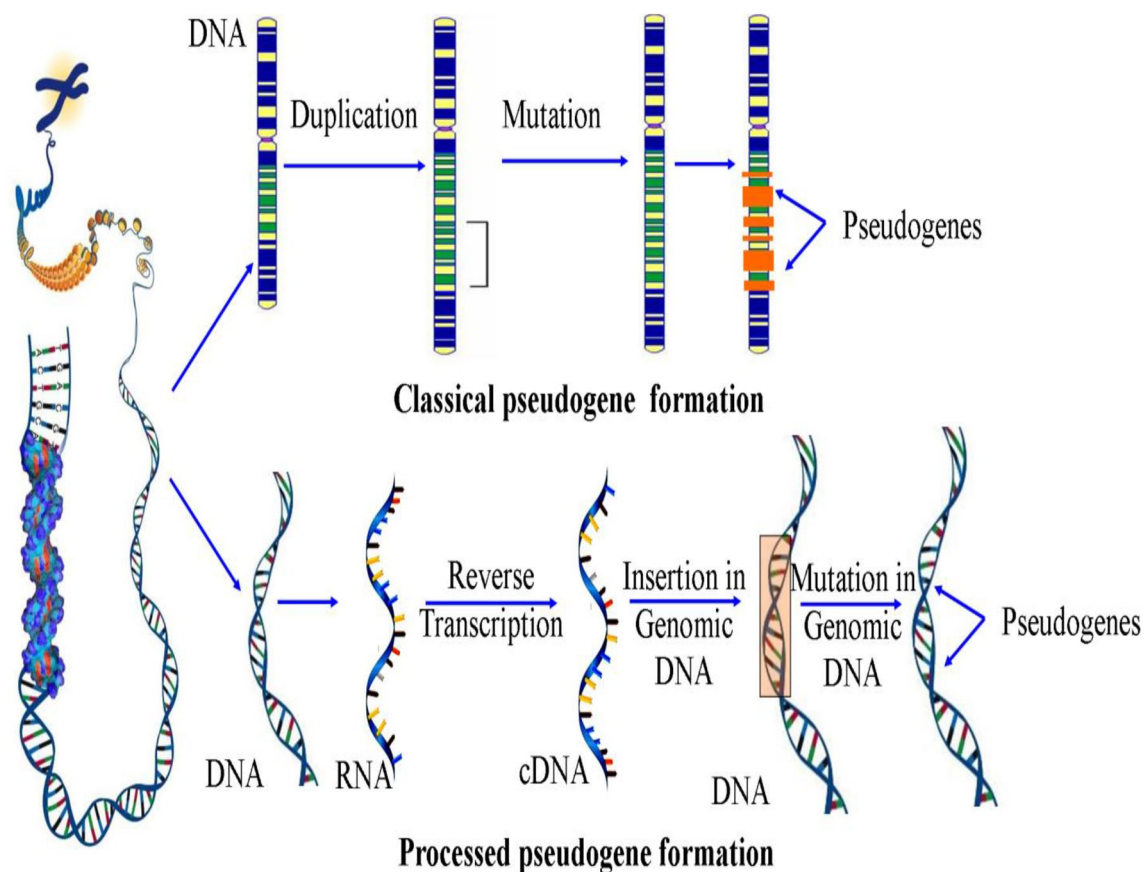 DNA
Duplication
Mutation
Pseudogenes
Classical pseudogene formation
Reverse
Transcription
Insertion in
Genomic
DNA
Mutation in
Genomic
DNA
Pseudogenes
DNA
RNA
cDNA
DNA
Processed pseudogene formation